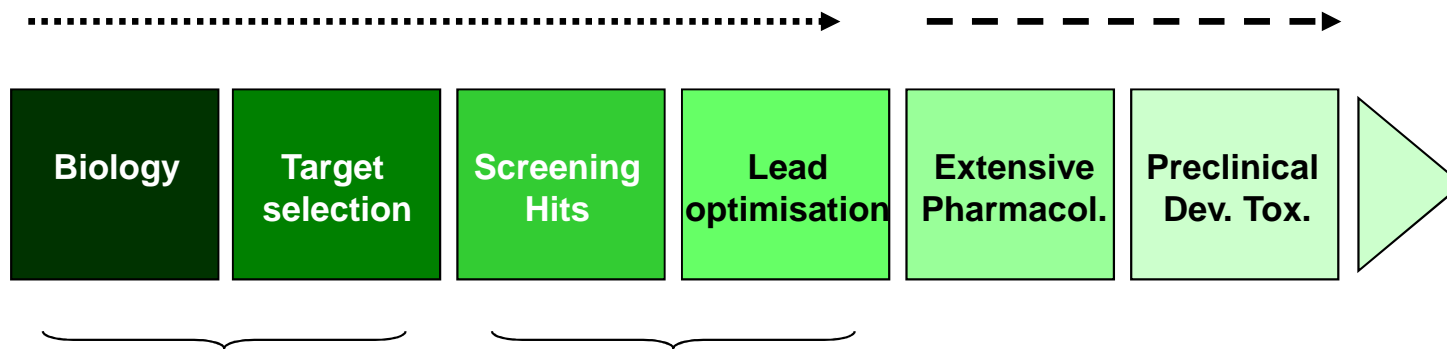 Biology
Target
selection
Screening
Hits
Lead
optimisation
Extensive
Pharmacol.
Preclinical
Dev. Tox.